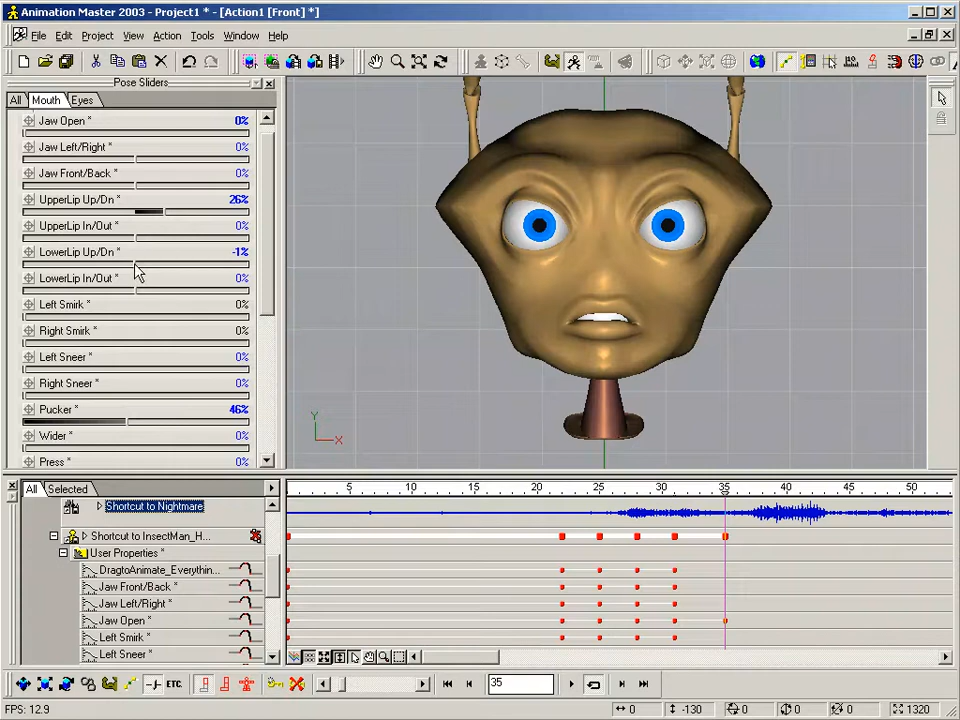 Animation Master 2003 - Project1 * - [Action1 [Front] *]
File Edit Project View Action Tools Window Help
Pose Sliders
All Mouth Eyes
Jaw Open * 0%
Jaw Left/Right * 0%
Jaw Front/Back * 0%
UpperLip Up/Dn * 26%
UpperLip In/Out * 0%
LowerLip Up/Dn * -1%
LowerLip In/Out * 0%
Left Smirk * 0%
Right Smirk * 0%
Left Sneer * 0%
Right Sneer * 0%
Pucker * 46%
Wider * 0%
Press * 0%
Y
X
All Selected
5 10 15 20 25 30 35 40 45 50
Shortcut to Nightmare
Shortcut to InsectMan_H...
User Properties *
DragtoAnimate_Everythin...
Jaw Front/Back *
Jaw Left/Right *
Jaw Open *
Left Smirk *
Left Sneer *
ETC. 35
FPS: 12.9 0 -130 0 0 0 1320